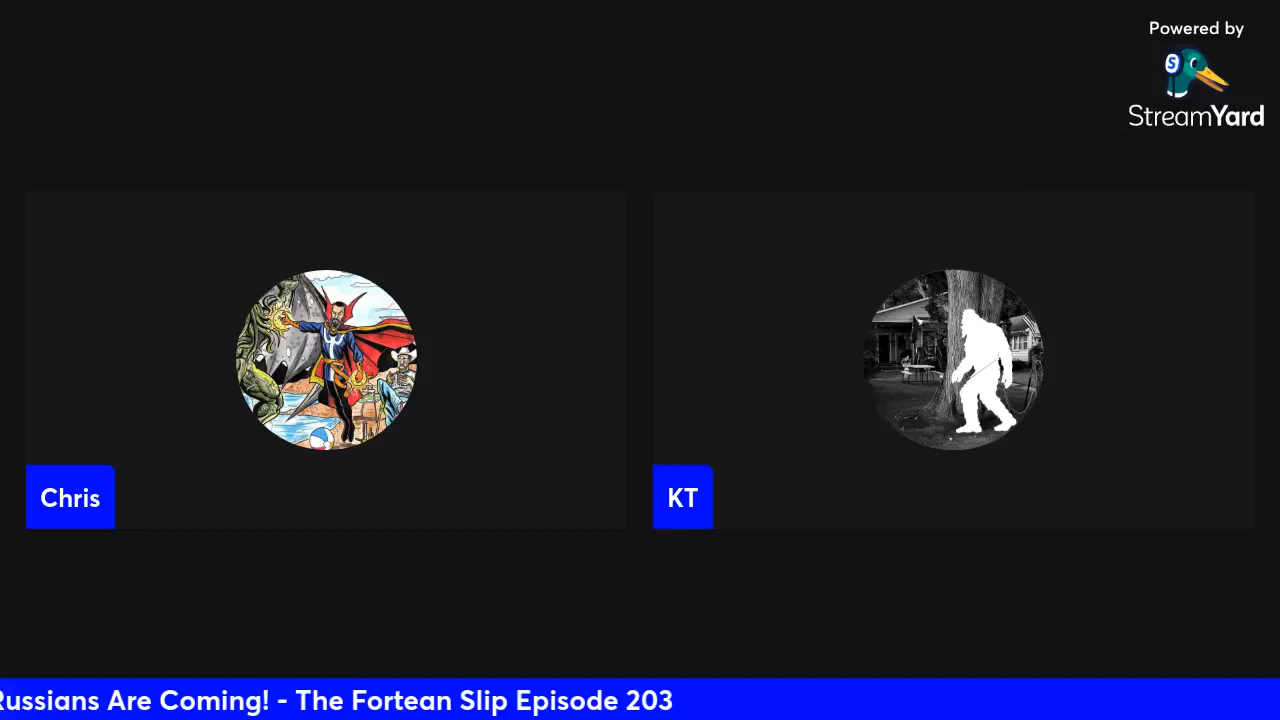 Powered by
S
StreamYard
Chris
KT
Russians Are Coming! - The Fortean Slip Episode 203